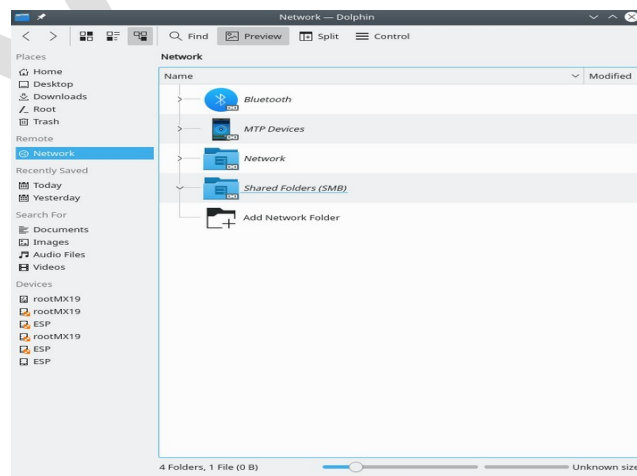 Network — Dolphin
Find
Preview
Split
Control
Places
Home
Desktop
Downloads
Root
Trash
Remote
Network
Recently Saved
Today
Yesterday
Search For
Documents
Images
Audio Files
Videos
Devices
rootMX19
rootMX19
ESP
rootMX19
ESP
ESP
Network
Name
Modified
Bluetooth
MTP Devices
Network
Shared Folders (SMB)
Add Network Folder
4 Folders, 1 File (0 B)
Unknown size